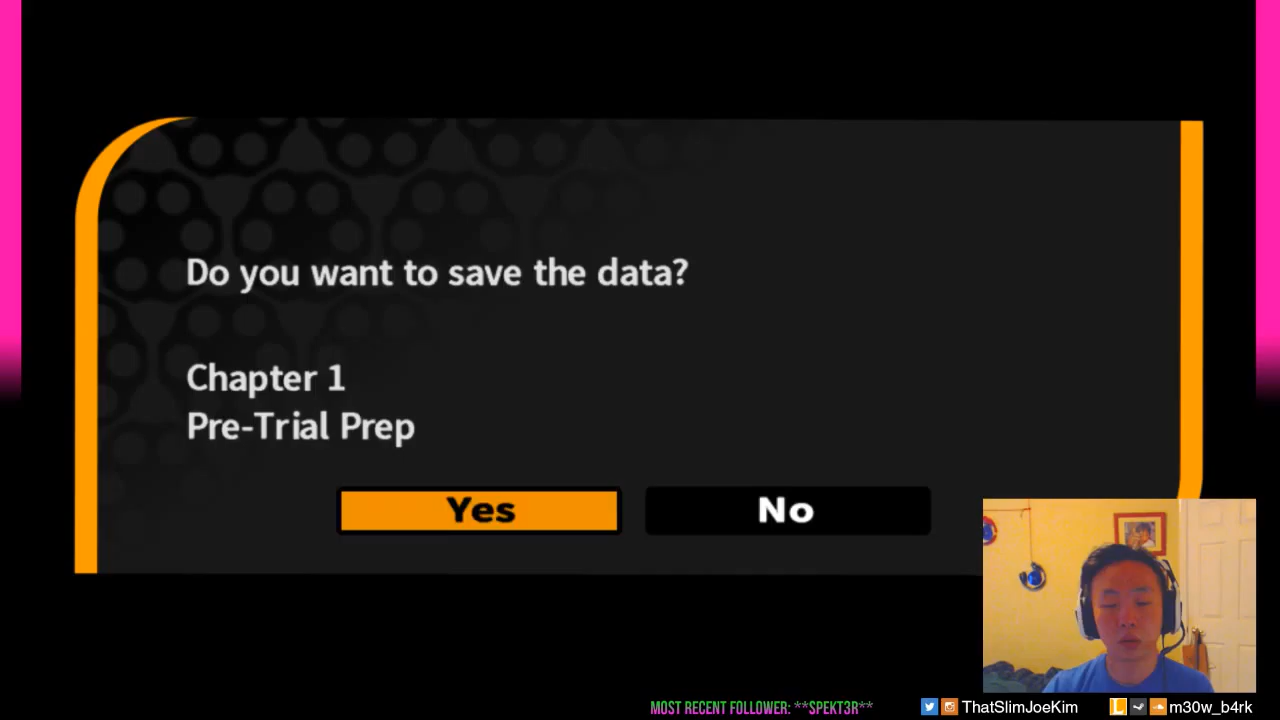 Do you want to save the data?
Chapter 1
Pre-Trial Prep
Yes No
MOST RECENT FOLLOWER: **SPEKT3R**
ThatSlimJoeKim
m30w_b4rk